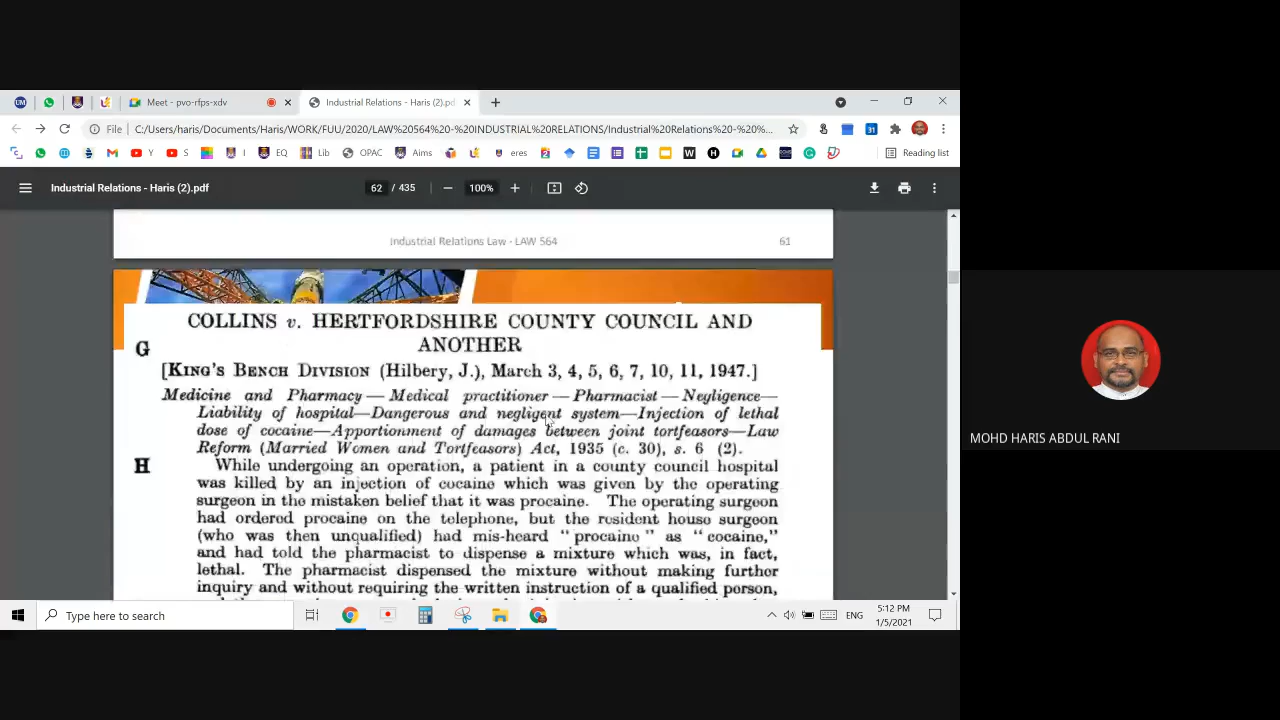 Meet - pvo-rfps-xdv
Industrial Relations - Haris (2).pd
File C:/Users/haris/Documents/Haris/WORK/FUU/2020/LAW%20564%20-%20INDUSTRIAL%20RELATIONS/Industrial%20Relations%20-%20%...
Y S I EQ Lib OPAC Aims eres Reading list
Industrial Relations - Haris (2).pdf 62 / 435 100%
Industrial Relations Law - LAW 564 61
COLLINS v. HERTFORDSHIRE COUNTY COUNCIL AND
ANOTHER
G
[KING'S BENCH DIVISION (Hilbery, J.), March 3, 4, 5, 6, 7, 10, 11, 1947.]
Medicine and Pharmacy—Medical practitioner—Pharmacist—Negligence—
Liability of hospital—Dangerous and negligent system—Injection of lethal
dose of cocaine—Apportionment of damages between joint tortfeasors—Law
Reform (Married Women and Tortfeasors) Act, 1935 (c. 30), s. 6 (2).
H While undergoing an operation, a patient in a county council hospital
was killed by an injection of cocaine which was given by the operating
surgeon in the mistaken belief that it was procaine. The operating surgeon
had ordered procaine on the telephone, but the resident house surgeon
(who was then unqualified) had mis-heard "procaine" as "cocaine,"
and had told the pharmacist to dispense a mixture which was, in fact,
lethal. The pharmacist dispensed the mixture without making further
inquiry and without requiring the written instruction of a qualified person,
MOHD HARIS ABDUL RANI
Type here to search
ENG
5:12 PM
1/5/2021